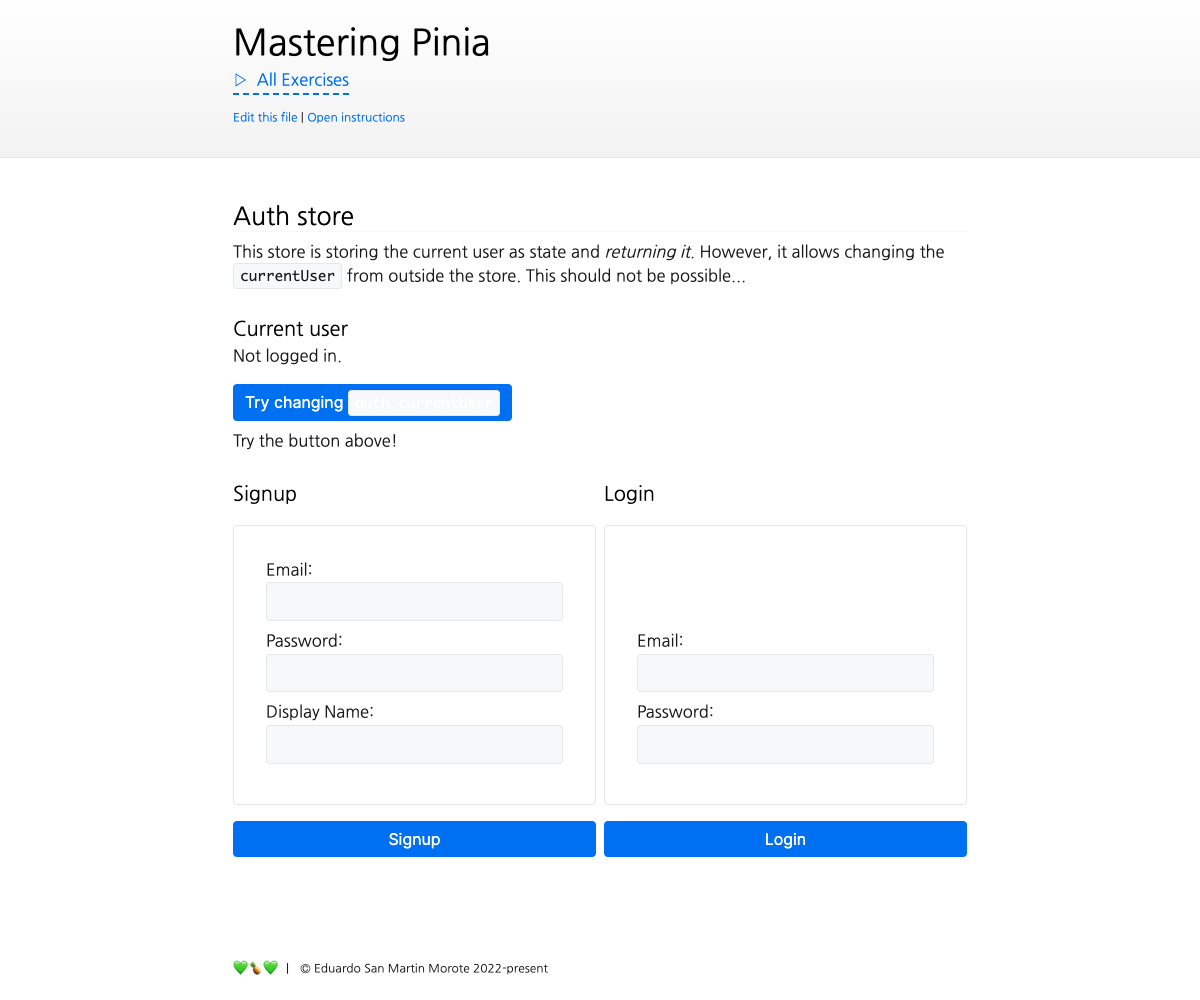 Mastering Pinia
▷ All Exercises
Edit this file | Open instructions
Auth store
This store is storing the current user as state and returning it. However, it allows changing the
currentUser from outside the store. This should not be possible...
Current user
Not logged in.
Try changing auth.currentUser
Try the button above!
Signup
Login
Email:
Password:
Display Name:
Email:
Password:
Signup
Login
💚🍍💚 | © Eduardo San Martin Morote 2022-present